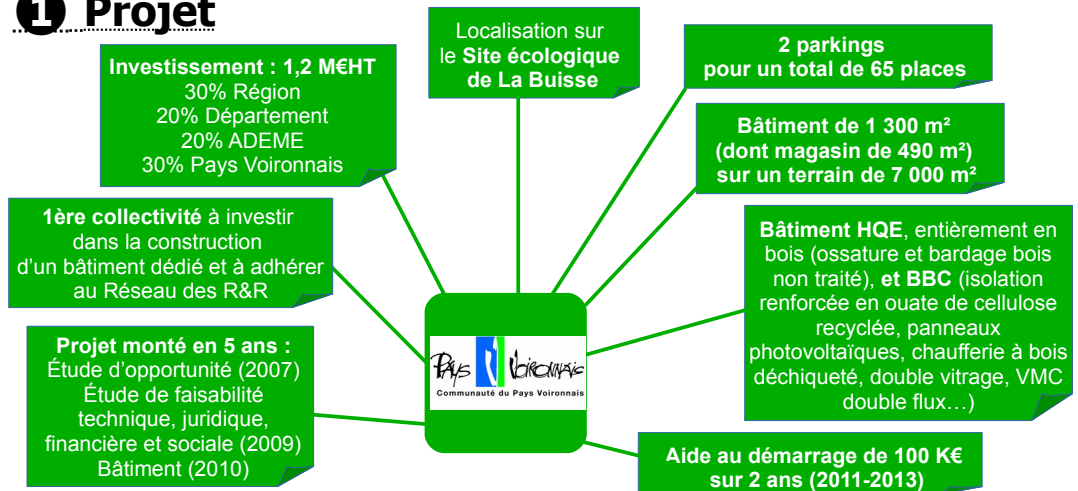 1 Projet
Investissement : 1,2 M€HT
30% Région
20% Département
20% ADEME
30% Pays Voironnais
Localisation sur
le Site écologique
de La Buisse
2 parkings
pour un total de 65 places
Bâtiment de 1 300 m²
(dont magasin de 490 m²)
sur un terrain de 7 000 m²
1ère collectivité à investir
dans la construction
d'un bâtiment dédié et à adhérer
au Réseau des R&R
Bâtiment HQE, entièrement en
bois (ossature et bardage bois
non traité), et BBC (isolation
renforcée en ouate de cellulose
recyclée, panneaux
photovoltaïques, chaufferie à bois
déchiqueté, double vitrage, VMC
double flux…)
Projet monté en 5 ans :
Étude d'opportunité (2007)
Étude de faisabilité
technique, juridique,
financière et sociale (2009)
Bâtiment (2010)
PAYS VOIRONNAIS
Communauté du Pays Voironnais
Aide au démarrage de 100 K€
sur 2 ans (2011-2013)